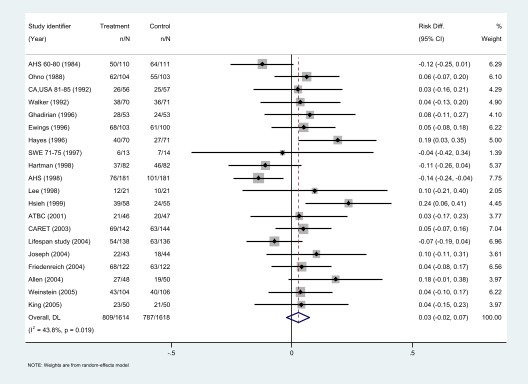 Study identifier Treatment Control Risk Diff. %
(Year) n/N n/N (95% CI) Weight
AHS 60-80 (1984) 50/110 64/111 -0.12 (-0.25, 0.01) 6.29
Ohno (1988) 62/104 55/103 0.06 (-0.07, 0.20) 6.10
CA,USA 81-85 (1992) 26/56 25/57 0.03 (-0.16, 0.21) 4.29
Walker (1992) 38/70 36/71 0.04 (-0.13, 0.20) 4.90
Ghadirian (1996) 28/53 24/53 0.08 (-0.11, 0.27) 4.10
Ewings (1996) 68/103 61/100 0.05 (-0.08, 0.18) 6.22
Hayes (1996) 40/70 27/71 0.19 (0.03, 0.35) 5.00
SWE 71-75 (1997) 6/13 7/14 -0.04 (-0.42, 0.34) 1.39
Hartman (1998) 37/82 46/82 -0.11 (-0.26, 0.04) 5.37
AHS (1998) 76/181 101/181 -0.14 (-0.24, -0.04) 7.75
Lee (1998) 12/21 10/21 0.10 (-0.21, 0.40) 2.05
Hsieh (1999) 39/58 24/55 0.24 (0.06, 0.41) 4.45
ATBC (2001) 21/46 20/47 0.03 (-0.17, 0.23) 3.77
CARET (2003) 69/142 63/144 0.05 (-0.07, 0.16) 7.04
Lifespan study (2004) 54/138 63/136 -0.07 (-0.19, 0.04) 6.96
Joseph (2004) 22/43 18/44 0.10 (-0.11, 0.31) 3.61
Friedenreich (2004) 68/122 63/122 0.04 (-0.08, 0.17) 6.56
Allen (2004) 27/48 19/50 0.18 (-0.01, 0.38) 3.97
Weinstein (2005) 43/104 40/106 0.04 (-0.10, 0.17) 6.22
King (2005) 23/50 21/50 0.04 (-0.15, 0.23) 3.97
Overall, DL 809/1614 787/1618 0.03 (-0.02, 0.07) 100.00
(I² = 43.8%, p = 0.019)
-.5 0 .5
NOTE: Weights are from random-effects model